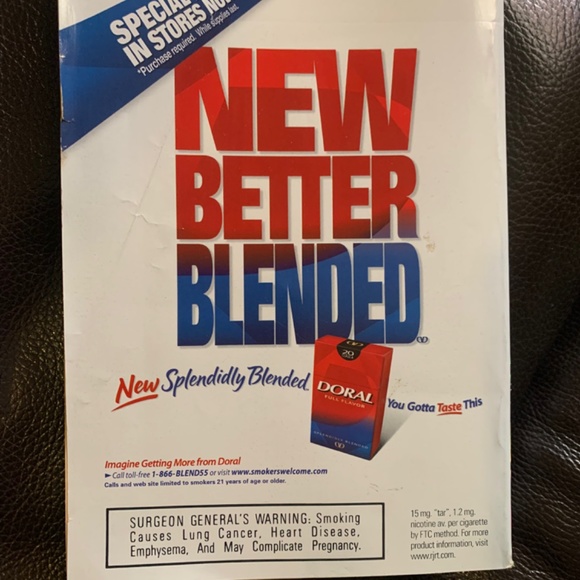 SPECIAL
IN STORES NOW
*Purchase required. While supplies last.
NEW
BETTER
BLENDED
New Splendidly Blended
20
DORAL
FULL FLAVOR
SPLENDIDLY BLENDED
You Gotta Taste This
Imagine Getting More from Doral
► Call toll-free 1-866-BLEND55 or visit www.smokerswelcome.com
Calls and web site limited to smokers 21 years of age or older.
SURGEON GENERAL'S WARNING: Smoking
Causes Lung Cancer, Heart Disease,
Emphysema, And May Complicate Pregnancy.
15 mg. "tar", 1.2 mg.
nicotine av. per cigarette
by FTC method. For more
product information, visit
www.rjrt.com.